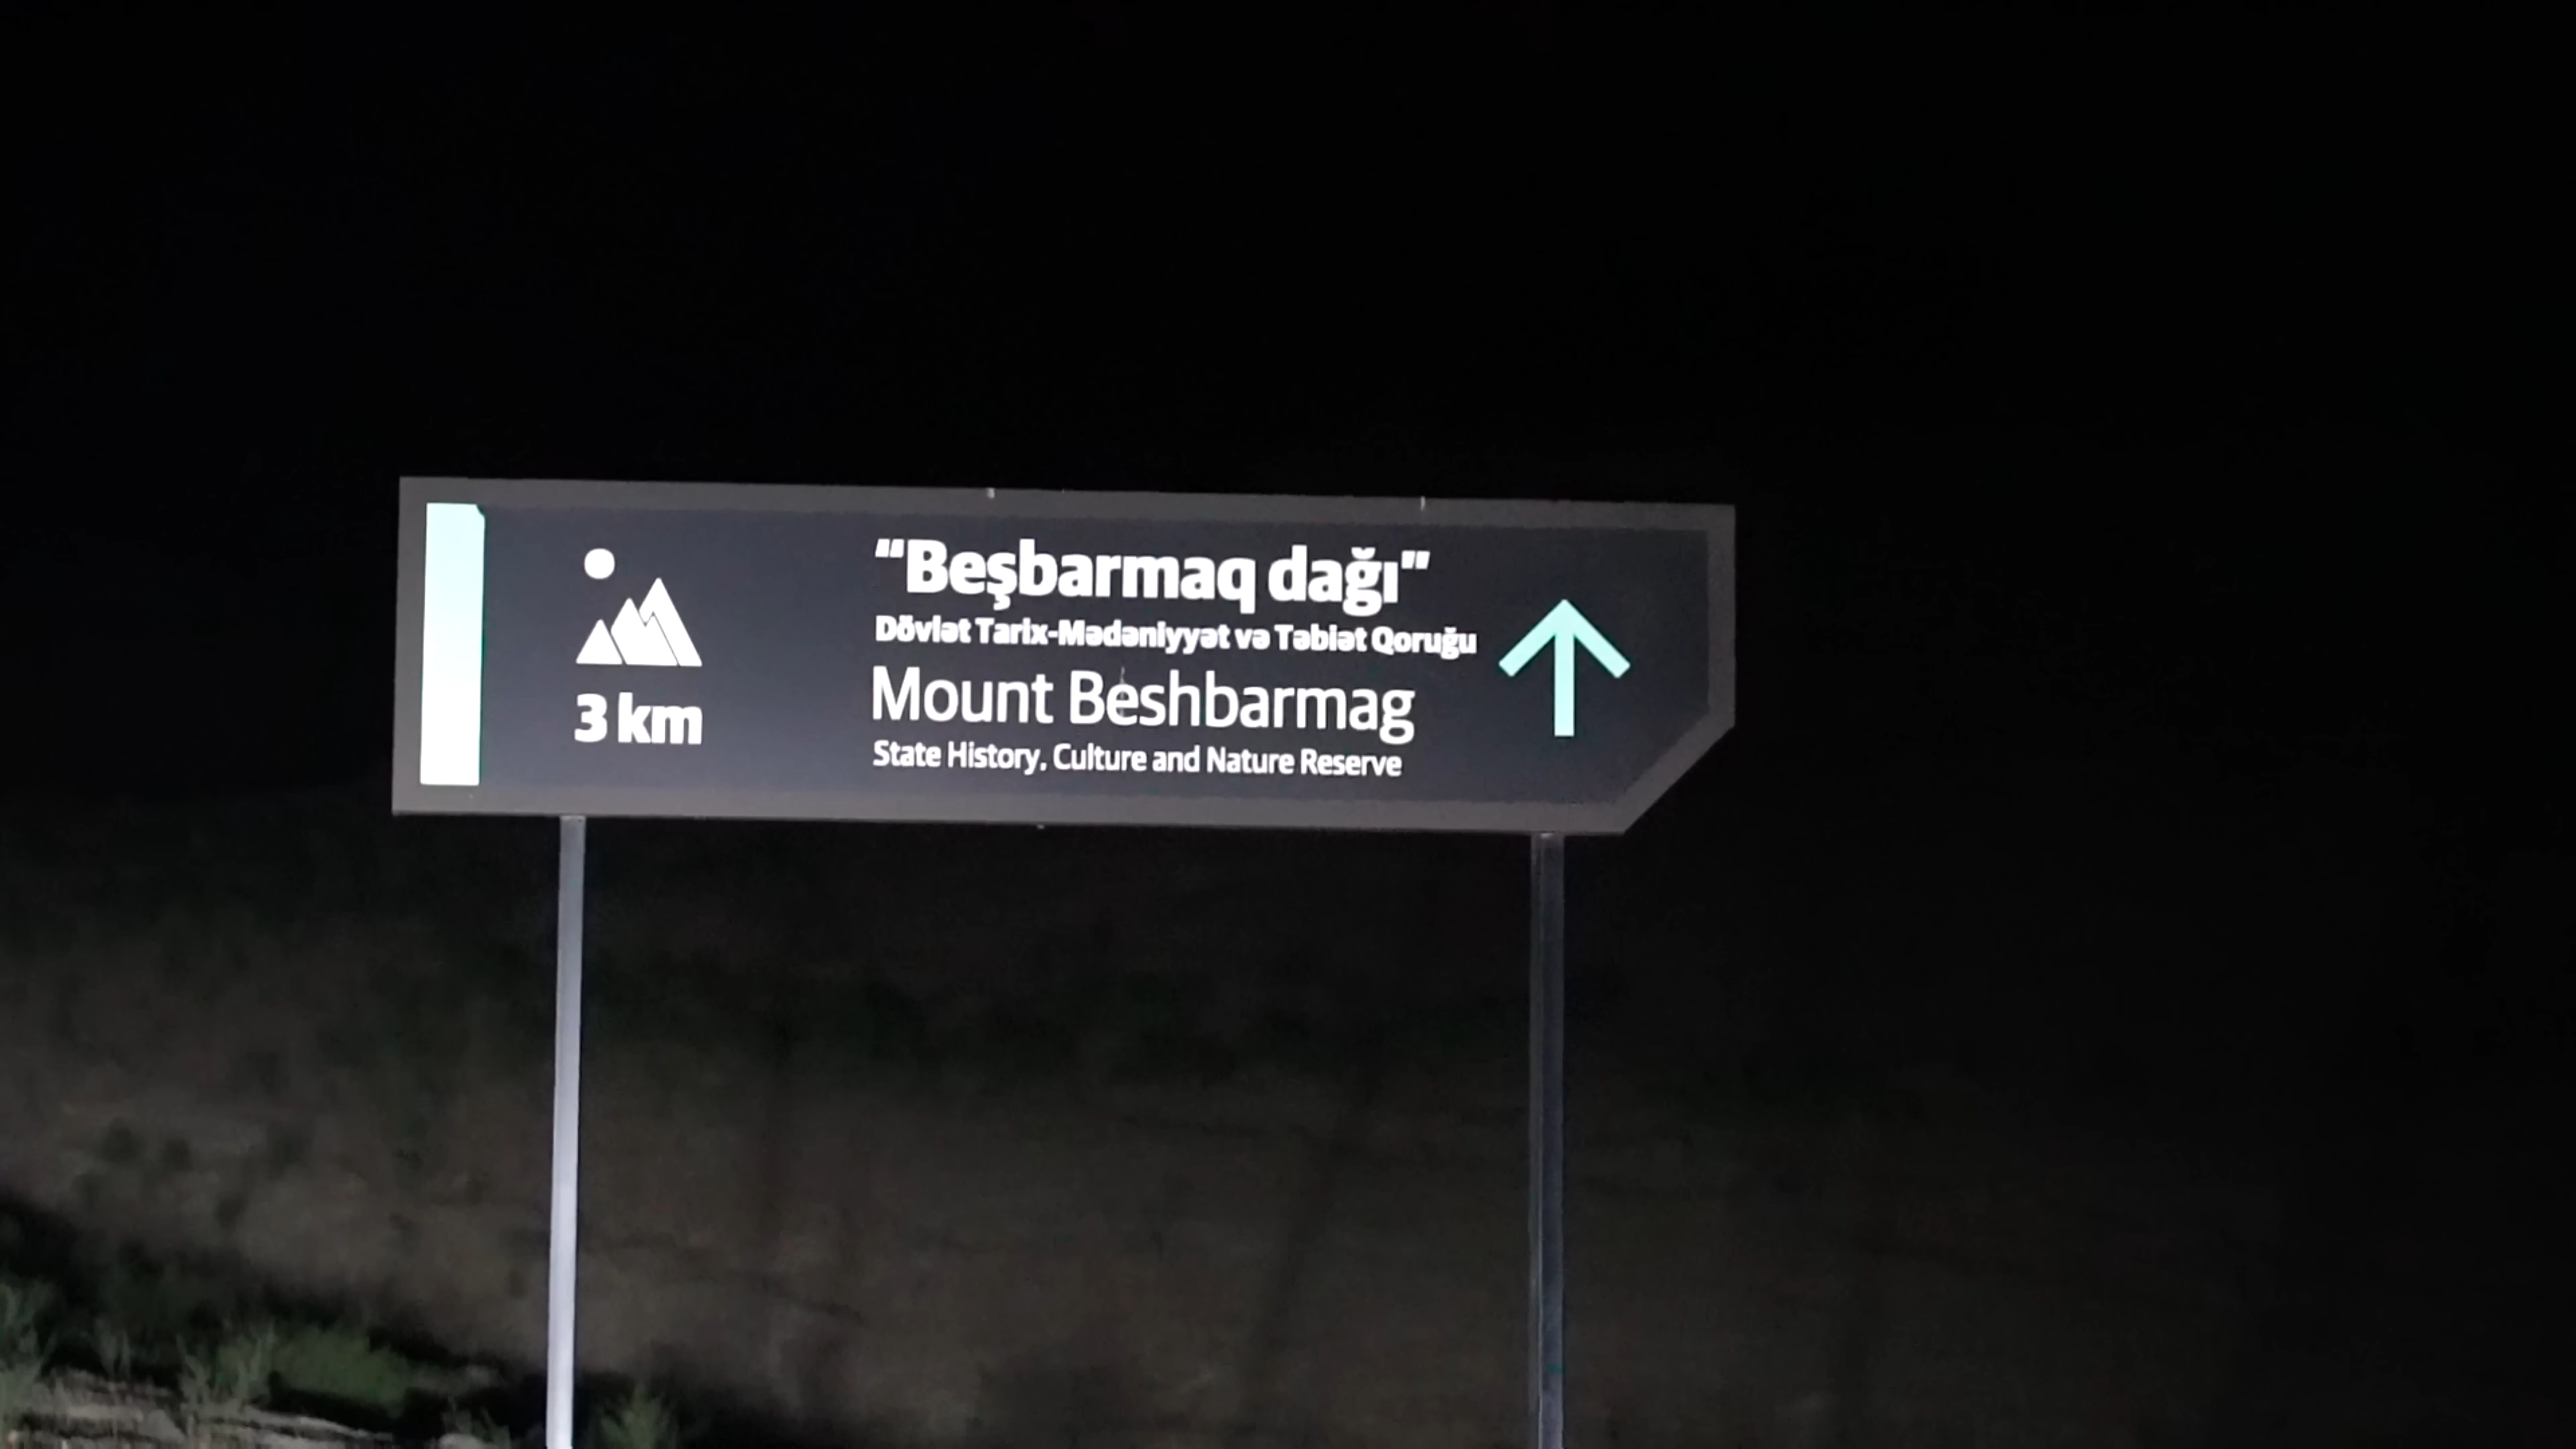 3 km
“Beşbarmaq dağı”
Dövlət Tarix-Mədəniyyət və Təbiət Qoruğu
Mount Beshbarmag
State History, Culture and Nature Reserve